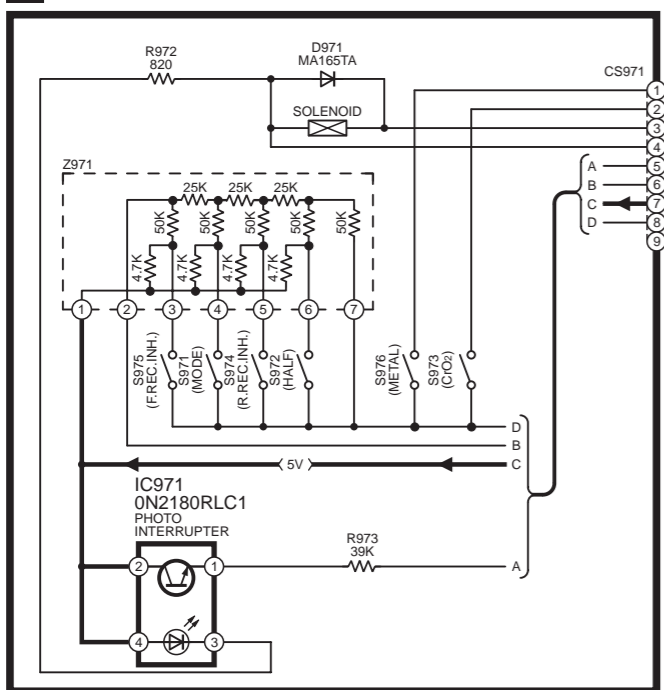 R972
820
D971
MA165TA
CS971
1
2
3
4
5
6
7
8
9
SOLENOID
A
B
C
D
Z971
25K 25K 25K
50K 50K 50K 50K 50K
4.7K 4.7K 4.7K 4.7K
1 2 3 4 5 6 7
S975
(F.REC.INH.)
S971
(MODE)
S974
(R.REC.INH.)
S972
(HALF)
S976
(METAL)
S973
(CrO2)
D
B
C
5V
IC971
0N2180RLC1
PHOTO
INTERRUPTER
2 1
4 3
R973
39K
A